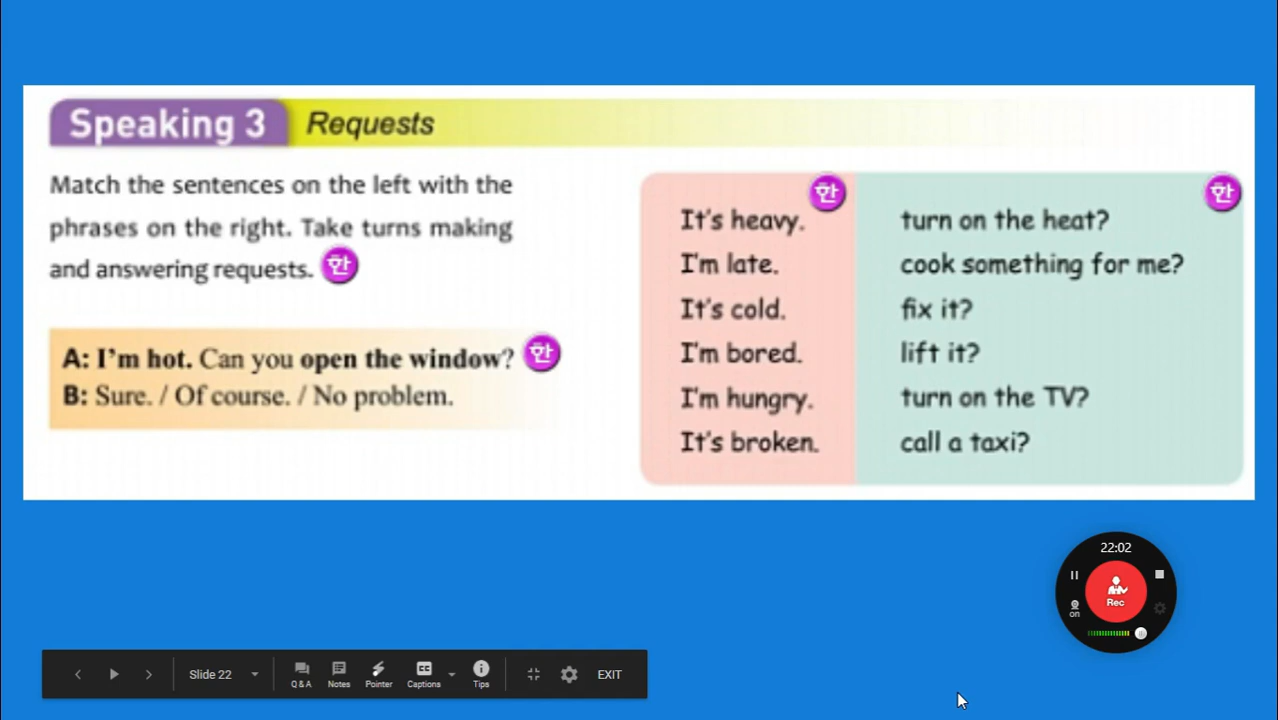 Speaking 3 Requests
Match the sentences on the left with the
phrases on the right. Take turns making
and answering requests. 한
A: I'm hot. Can you open the window? 한
B: Sure. / Of course. / No problem.
한
It's heavy.
I'm late.
It's cold.
I'm bored.
I'm hungry.
It's broken.
한
turn on the heat?
cook something for me?
fix it?
lift it?
turn on the TV?
call a taxi?
22:02
Rec
on
Slide 22
Q & A
Notes
Pointer
CC
Captions
Tips
EXIT